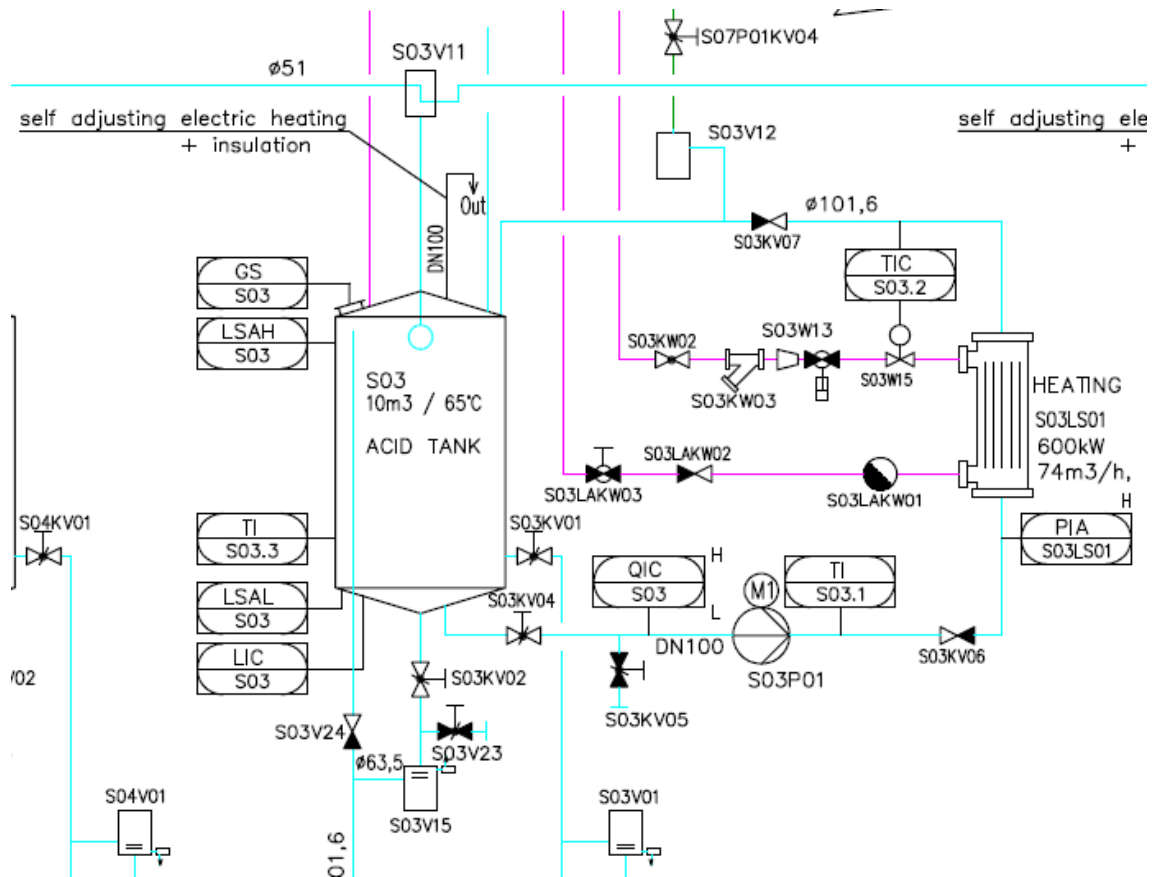 S07P01KV04
S03V11
ø51
self adjusting electric heating
+ insulation
S03V12
self adjusting ele
+
Out
DN100
ø101,6
S03KV07
GS
S03
TIC
S03.2
LSAH
S03
S03KW02
S03W13
S03KW03
S03W15
S03
10m3 / 65°C
ACID TANK
HEATING
S03LS01
600kW
74m3/h,
S03LAKW02
S03LAKW03
S03LAKW01
H
PIA
S03LS01
S04KV01
TI
S03.3
S03KV01
QIC
S03
H
L
M1
TI
S03.1
LSAL
S03
S03KV04
DN100
S03P01
S03KV06
LIC
S03
V02
S03KV02
S03KV05
S03V24
S03V23
ø63,5
S03V15
S04V01
S03V01
01,6